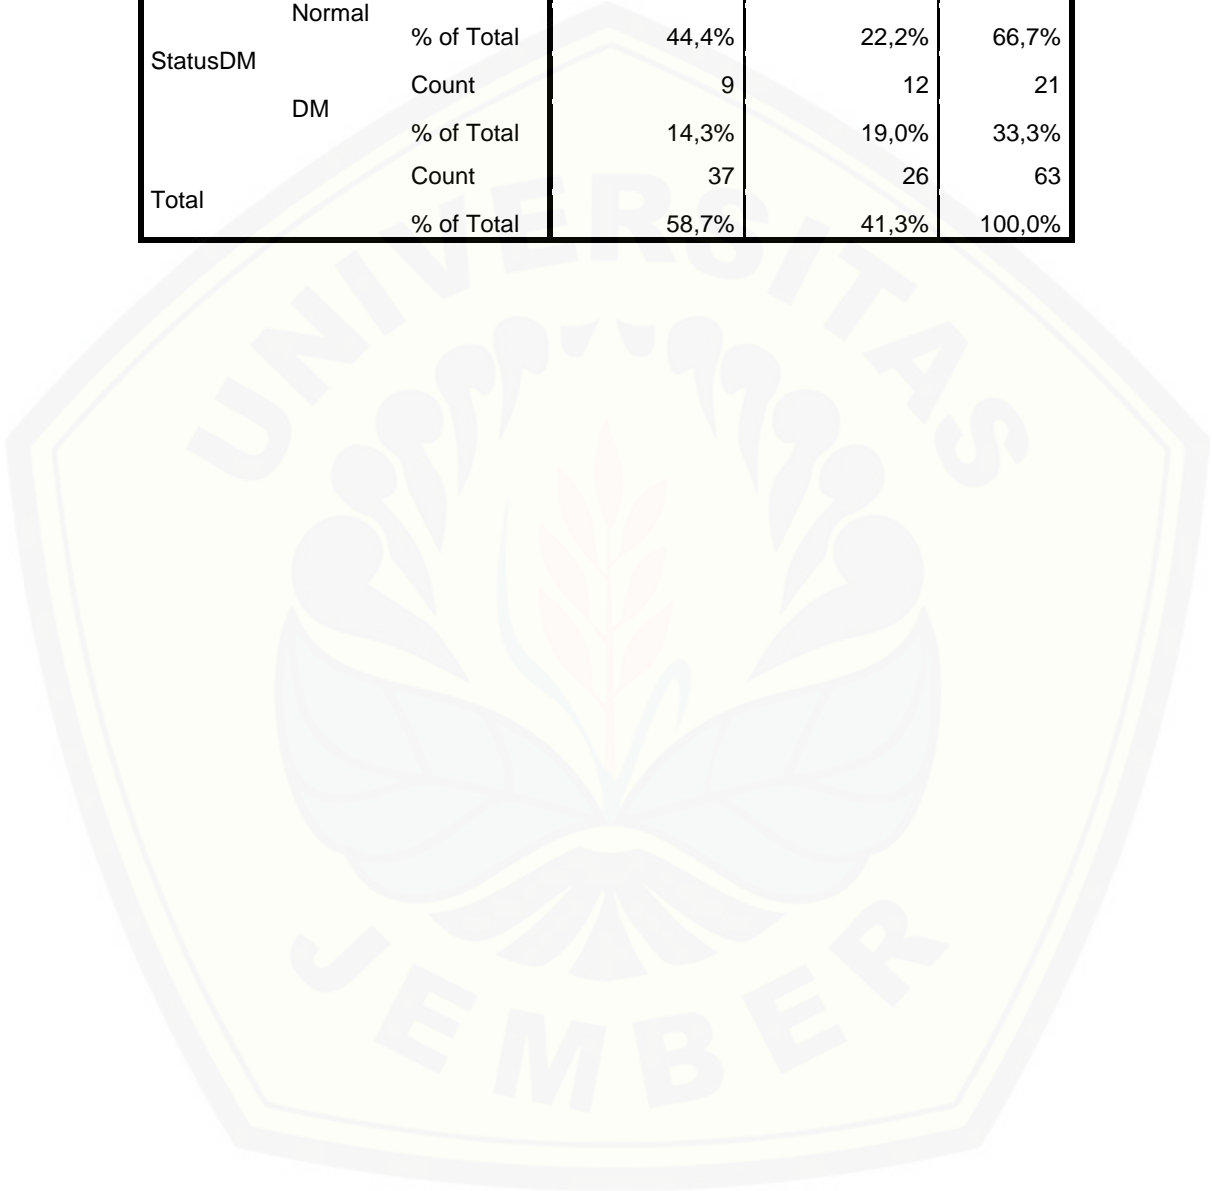 Normal
% of Total 44,4% 22,2% 66,7%
StatusDM
Count 9 12 21
DM
% of Total 14,3% 19,0% 33,3%
Count 37 26 63
Total
% of Total 58,7% 41,3% 100,0%
UNIVERSITAS
JEMBER